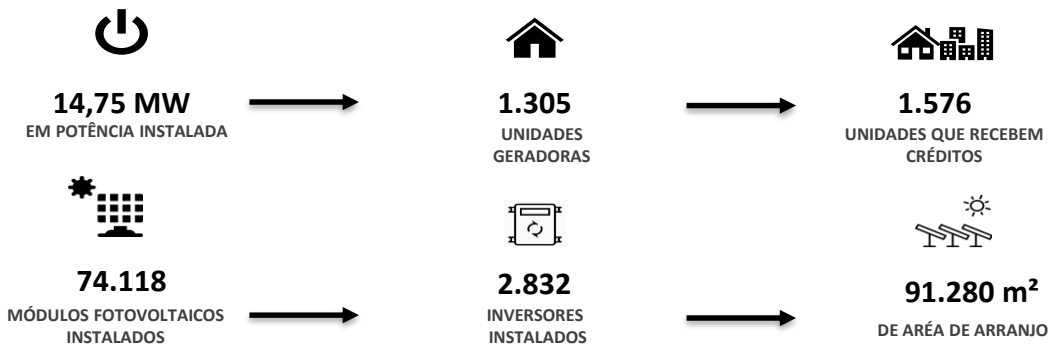 14,75 MW
EM POTÊNCIA INSTALADA
1.305
UNIDADES
GERADORAS
1.576
UNIDADES QUE RECEBEM
CRÉDITOS
74.118
MÓDULOS FOTOVOLTAICOS
INSTALADOS
2.832
INVERSORES
INSTALADOS
91.280 m²
DE ARÉA DE ARRANJO